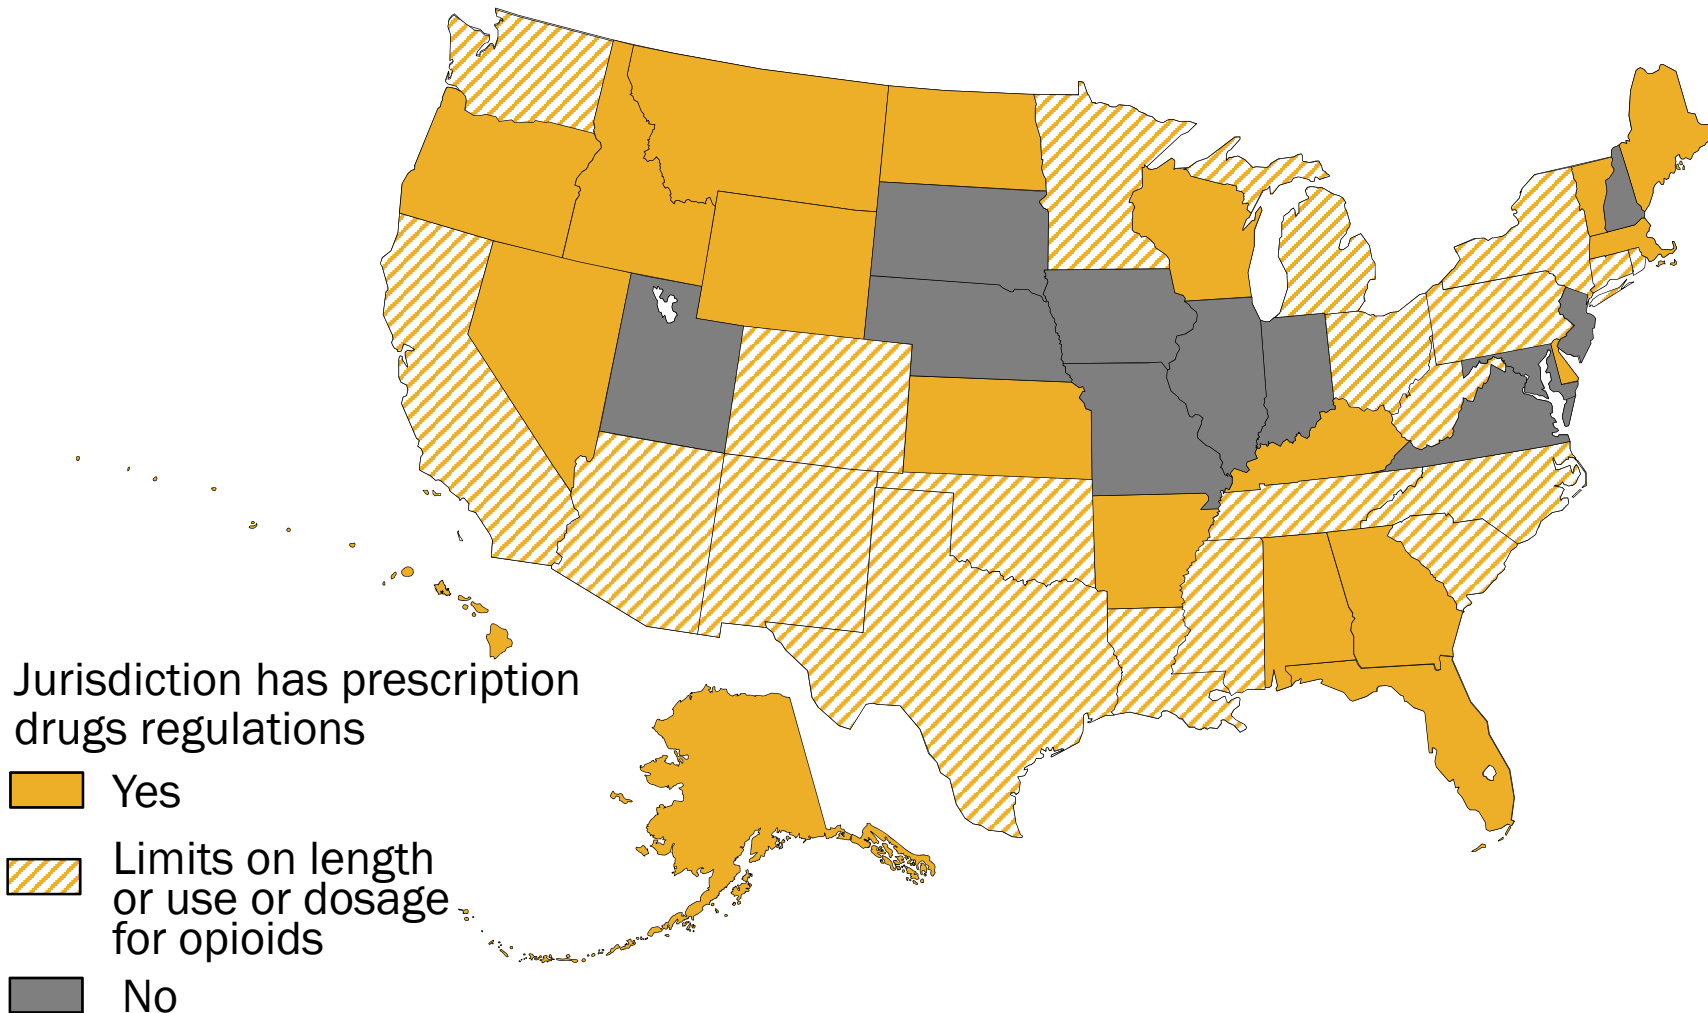 Jurisdiction has prescription
drugs regulations
Yes
Limits on length
or use or dosage
for opioids
No